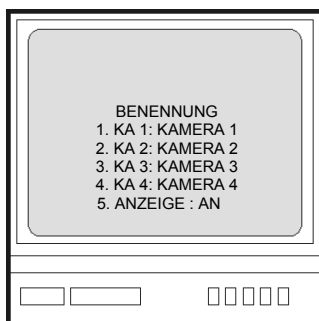 BENENNUNG
1. KA 1: KAMERA 1
2. KA 2: KAMERA 2
3. KA 3: KAMERA 3
4. KA 4: KAMERA 4
5. ANZEIGE : AN